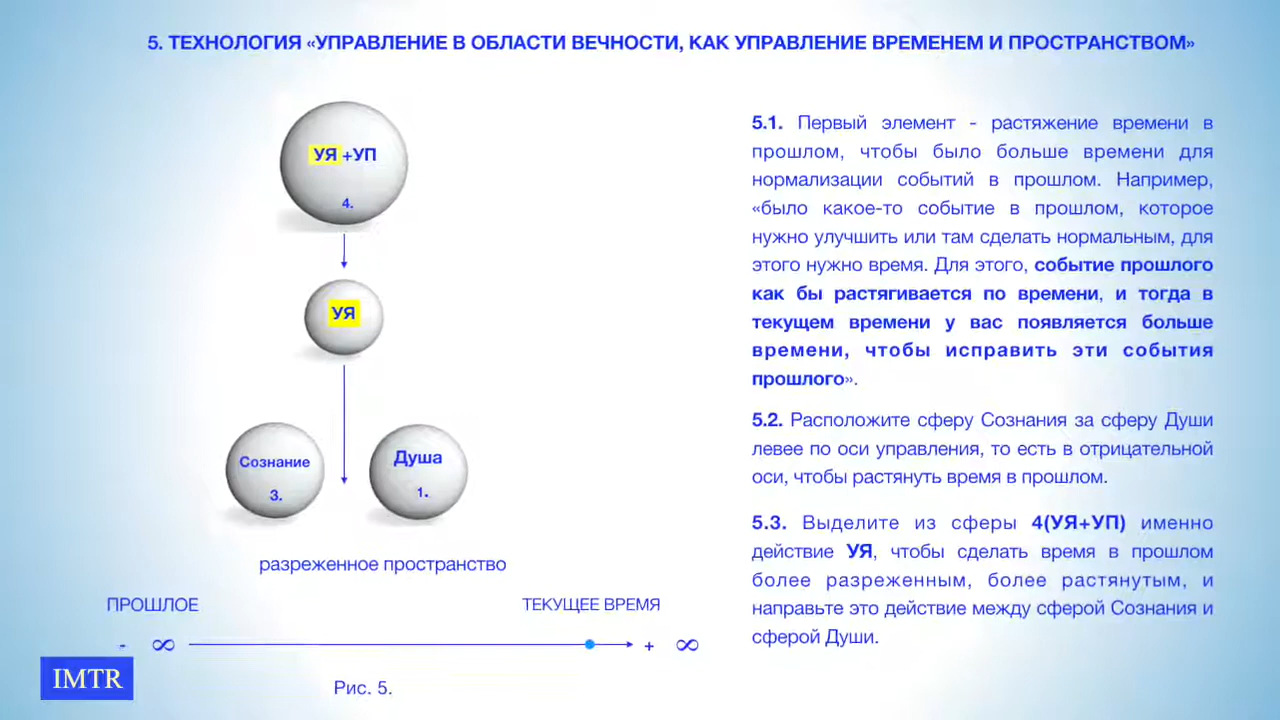 5. ТЕХНОЛОГИЯ «УПРАВЛЕНИЕ В ОБЛАСТИ ВЕЧНОСТИ, КАК УПРАВЛЕНИЕ ВРЕМЕНЕМ И ПРОСТРАНСТВОМ»
УЯ +УП
4.
УЯ
Сознание
3.
Душа
1.
разреженное пространство
ПРОШЛОЕ
ТЕКУЩЕЕ ВРЕМЯ
- ∞
+ ∞
IMTR
Рис. 5.
5.1. Первый элемент - растяжение времени в
прошлом, чтобы было больше времени для
нормализации событий в прошлом. Например,
«было какое-то событие в прошлом, которое
нужно улучшить или там сделать нормальным, для
этого нужно время. Для этого, событие прошлого
как бы растягивается по времени, и тогда в
текущем времени у вас появляется больше
времени, чтобы исправить эти события
прошлого».
5.2. Расположите сферу Сознания за сферу Души
левее по оси управления, то есть в отрицательной
оси, чтобы растянуть время в прошлом.
5.3. Выделите из сферы 4(УЯ+УП) именно
действие УЯ, чтобы сделать время в прошлом
более разреженным, более растянутым, и
направьте это действие между сферой Сознания и
сферой Души.